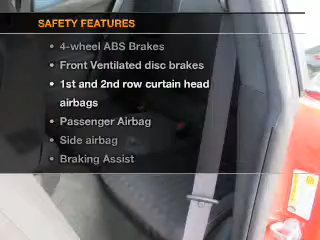 SAFETY FEATURES
• 4-wheel ABS Brakes
• Front Ventilated disc brakes
• 1st and 2nd row curtain head
airbags
• Passenger Airbag
• Side airbag
• Braking Assist